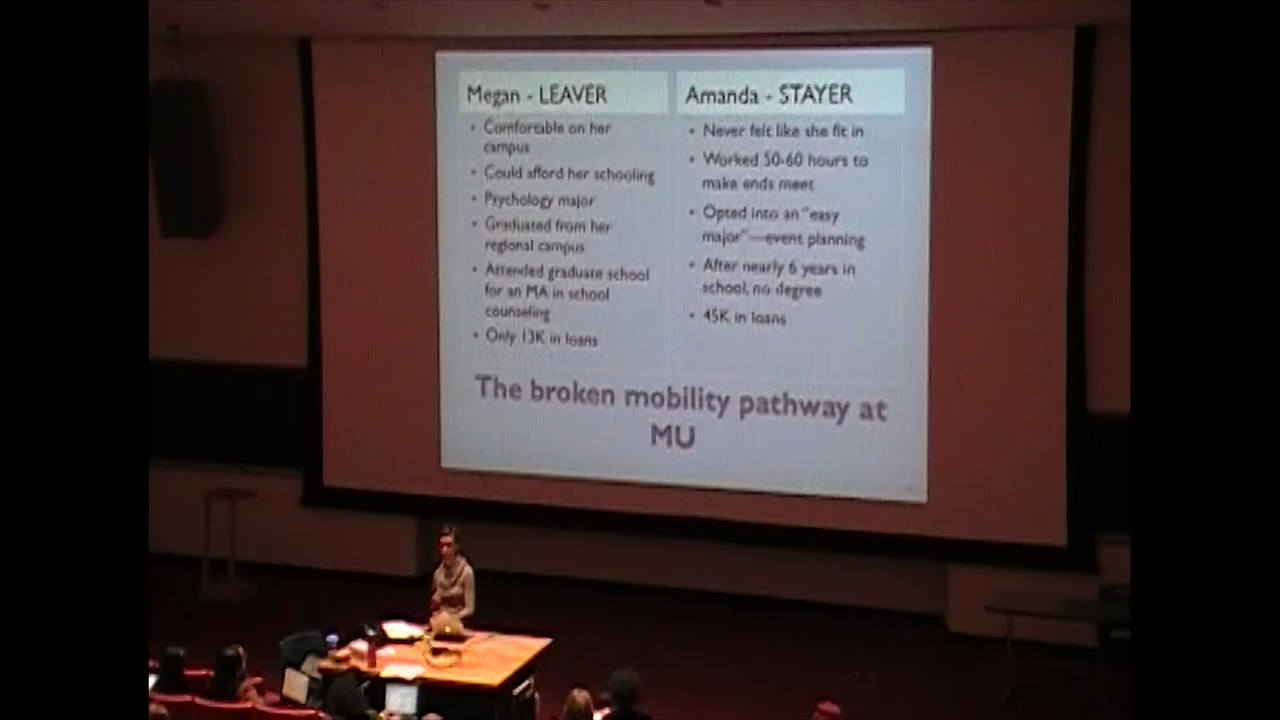 Megan - LEAVER
• Comfortable on her
campus
• Could afford her schooling
• Psychology major
• Graduated from her
regional campus
• Attended graduate school
for an MA in school
counseling
• Only 13K in loans
Amanda - STAYER
• Never felt like she fit in
• Worked 50-60 hours to
make ends meet
• Opted into an "easy
major"—event planning
• After nearly 6 years in
school, no degree
• 45K in loans
The broken mobility pathway at
MU